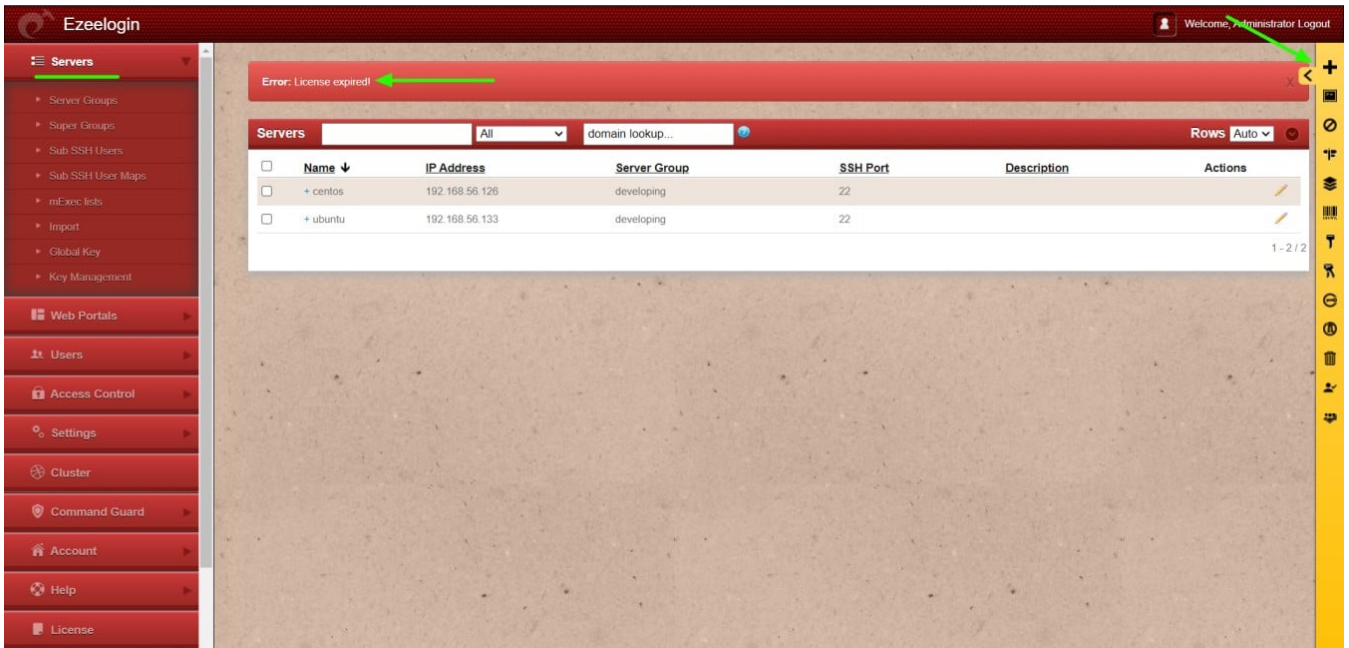 Ezeelogin
Welcome, Administrator Logout
Servers
Server Groups
Super Groups
Sub SSH Users
Sub SSH User Maps
mExec lists
Import
Global Key
Key Management
Web Portals
Users
Access Control
Settings
Cluster
Command Guard
Account
Help
License
Error: License expired!
X
Servers All domain lookup... Rows Auto
Name IP Address Server Group SSH Port Description Actions
+ centos 192.168.56.126 developing 22
+ ubuntu 192.168.56.133 developing 22
1 - 2 / 2